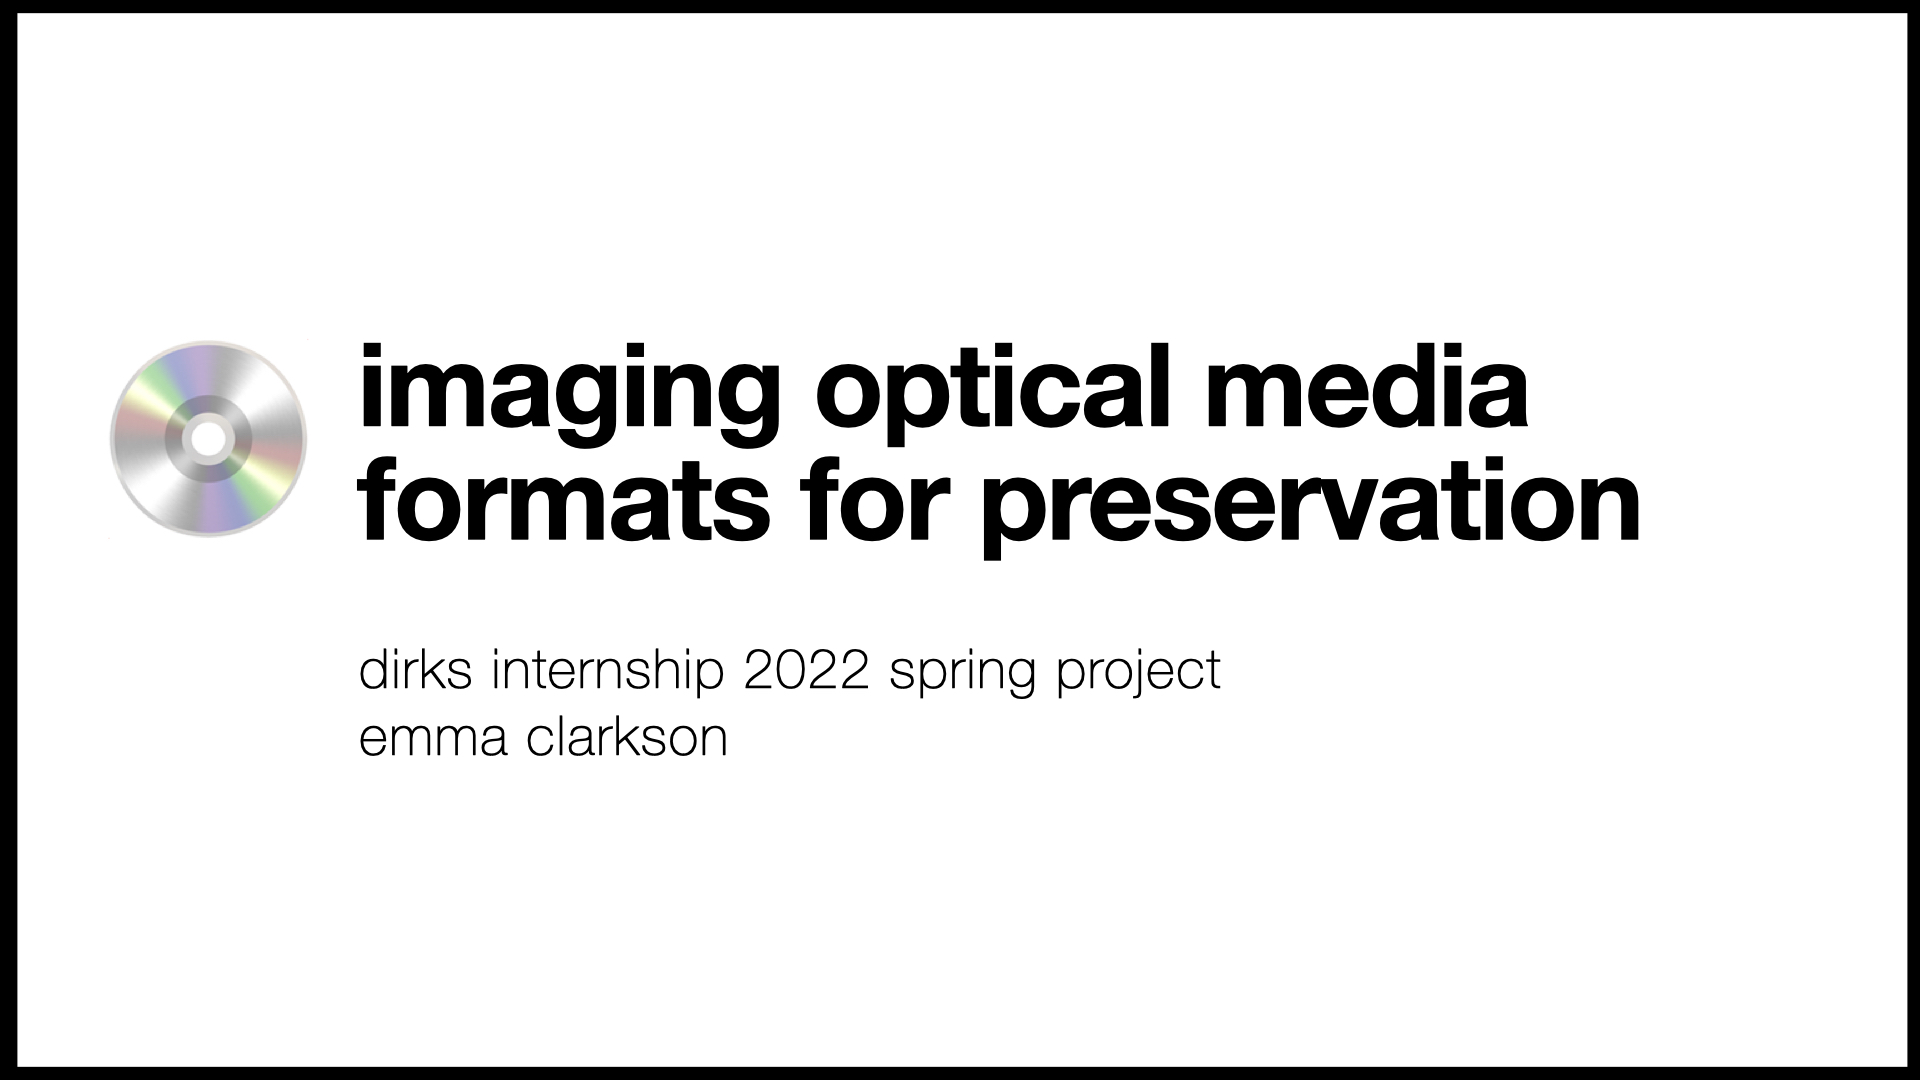 imaging optical media
formats for preservation
dirks internship 2022 spring project
emma clarkson